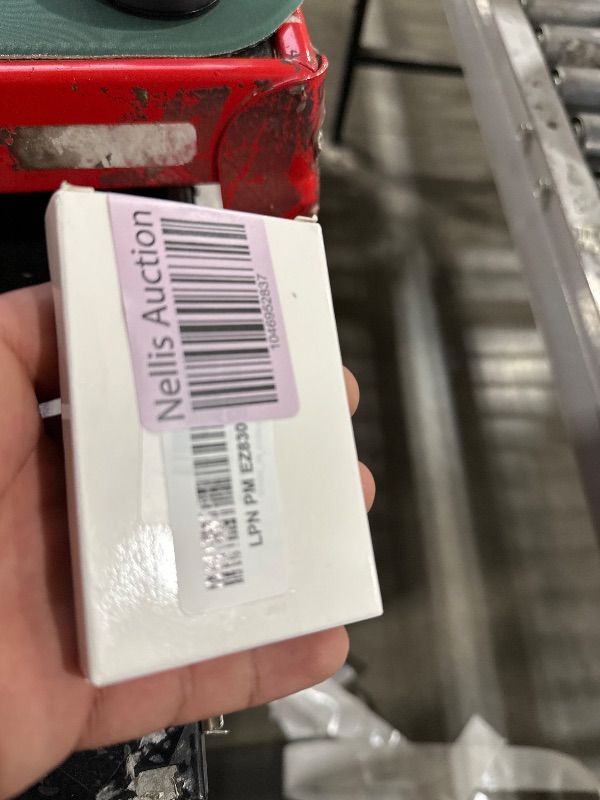 Nellis Auction
1046952837
LPN PM EZ830